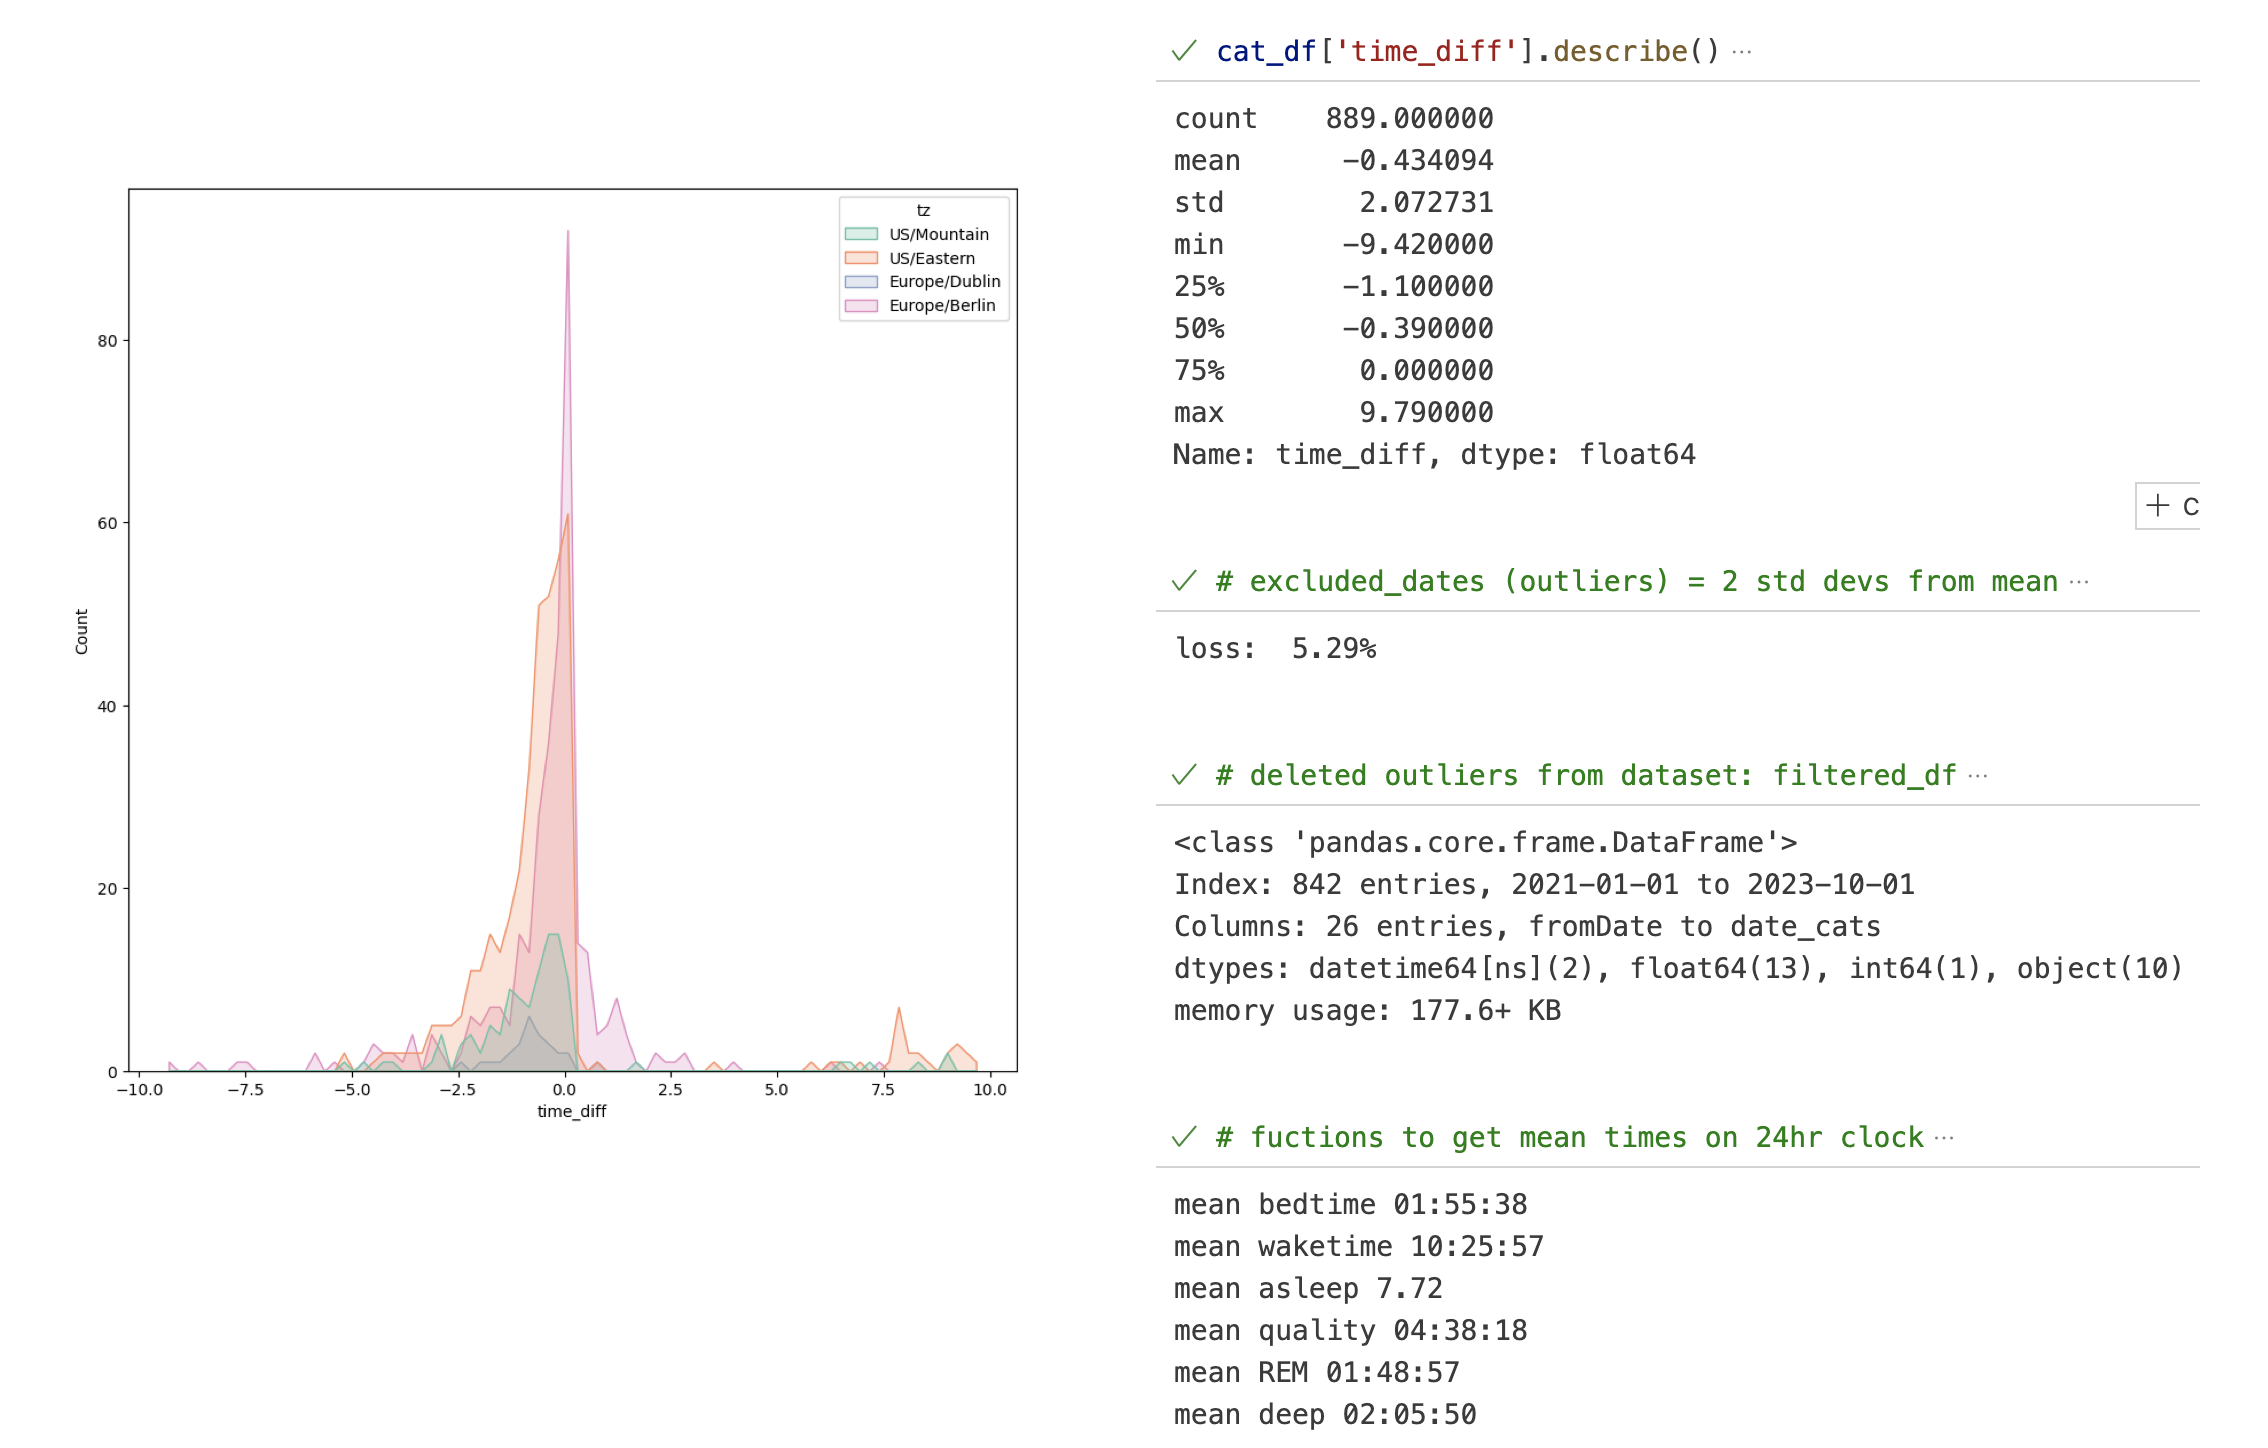 tz
US/Mountain
US/Eastern
Europe/Dublin
Europe/Berlin
80
60
40
20
0
Count
−10.0 −7.5 −5.0 −2.5 0.0 2.5 5.0 7.5 10.0
time_diff
cat_df['time_diff'].describe() ...
count 889.000000
mean -0.434094
std 2.072731
min -9.420000
25% -1.100000
50% -0.390000
75% 0.000000
max 9.790000
Name: time_diff, dtype: float64
+ C
# excluded_dates (outliers) = 2 std devs from mean ...
loss: 5.29%
# deleted outliers from dataset: filtered_df ...
<class 'pandas.core.frame.DataFrame'>
Index: 842 entries, 2021-01-01 to 2023-10-01
Columns: 26 entries, fromDate to date_cats
dtypes: datetime64[ns](2), float64(13), int64(1), object(10)
memory usage: 177.6+ KB
# fuctions to get mean times on 24hr clock ...
mean bedtime 01:55:38
mean waketime 10:25:57
mean asleep 7.72
mean quality 04:38:18
mean REM 01:48:57
mean deep 02:05:50